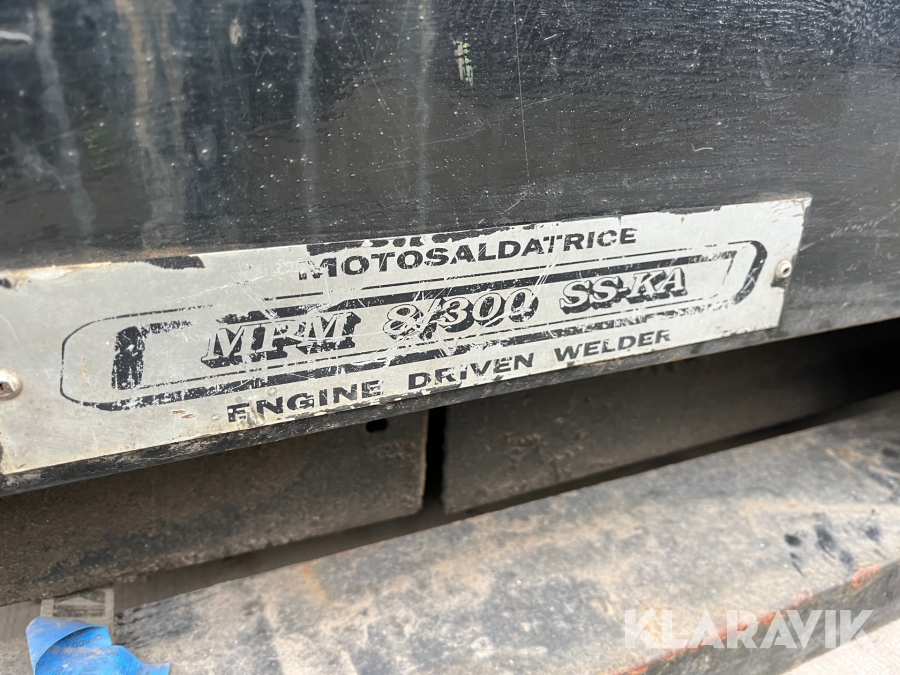 MOTOSALDATRICE
MPM 8/300 SS-KA
ENGINE DRIVEN WELDER
KLARAVIK